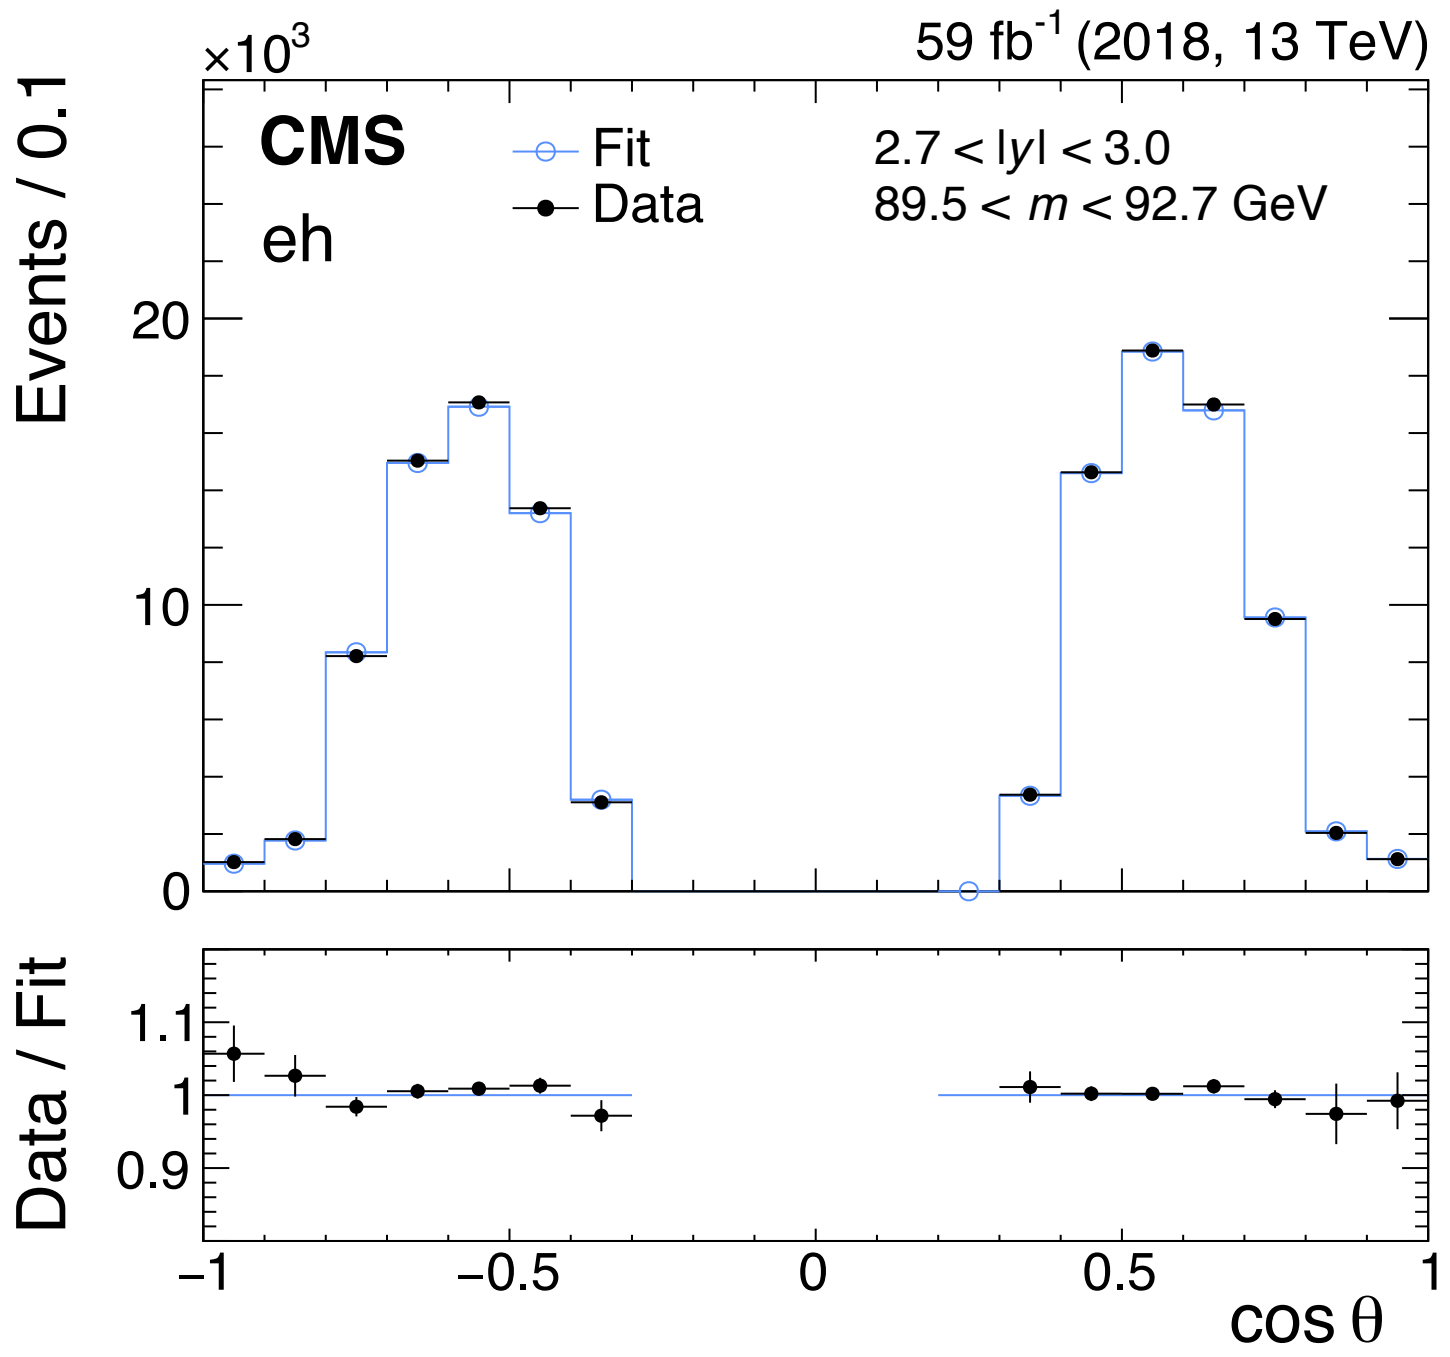 ×10³
59 fb⁻¹ (2018, 13 TeV)
Events / 0.1
CMS
eh
Fit
Data
2.7 < |y| < 3.0
89.5 < m < 92.7 GeV
20
10
0
Data / Fit
1.1
1
0.9
−1
−0.5
0
0.5
1
cos θ